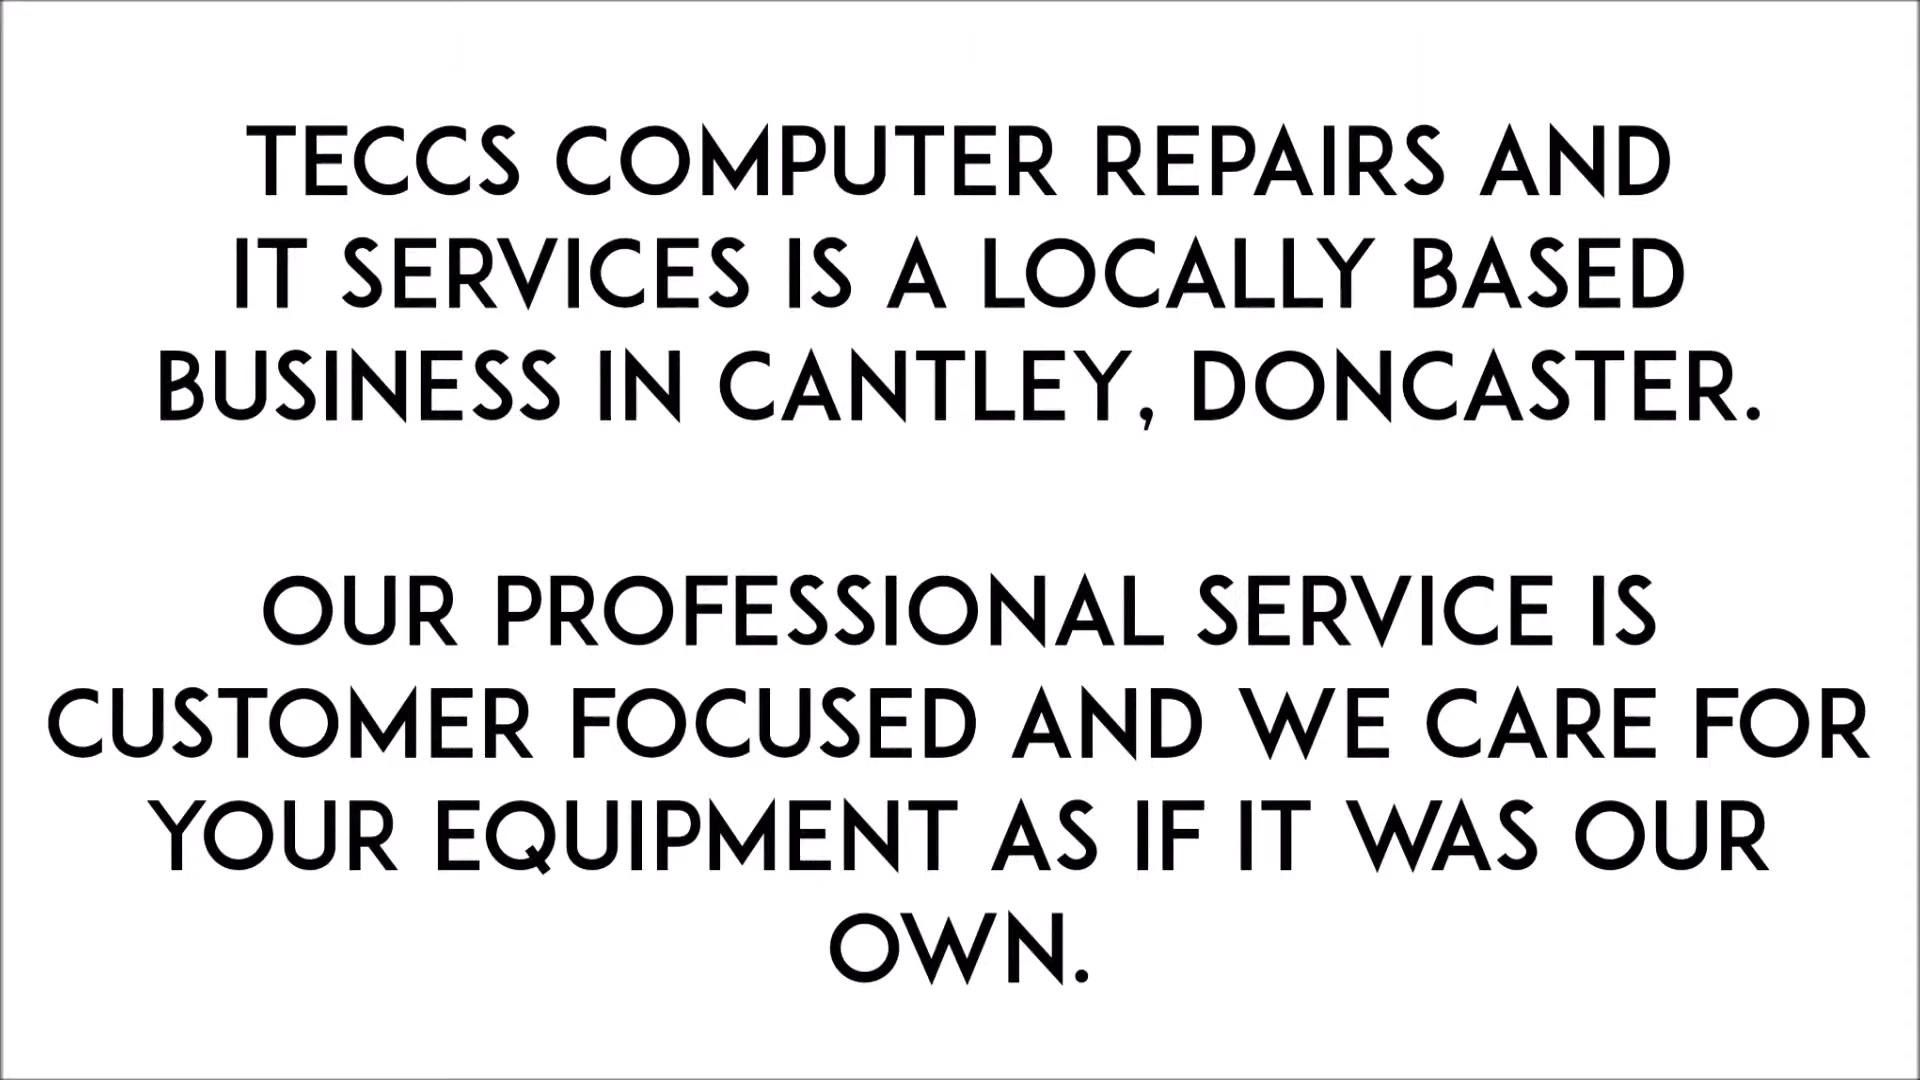 TECCS COMPUTER REPAIRS AND
IT SERVICES IS A LOCALLY BASED
BUSINESS IN CANTLEY, DONCASTER.
OUR PROFESSIONAL SERVICE IS
CUSTOMER FOCUSED AND WE CARE FOR
YOUR EQUIPMENT AS IF IT WAS OUR
OWN.